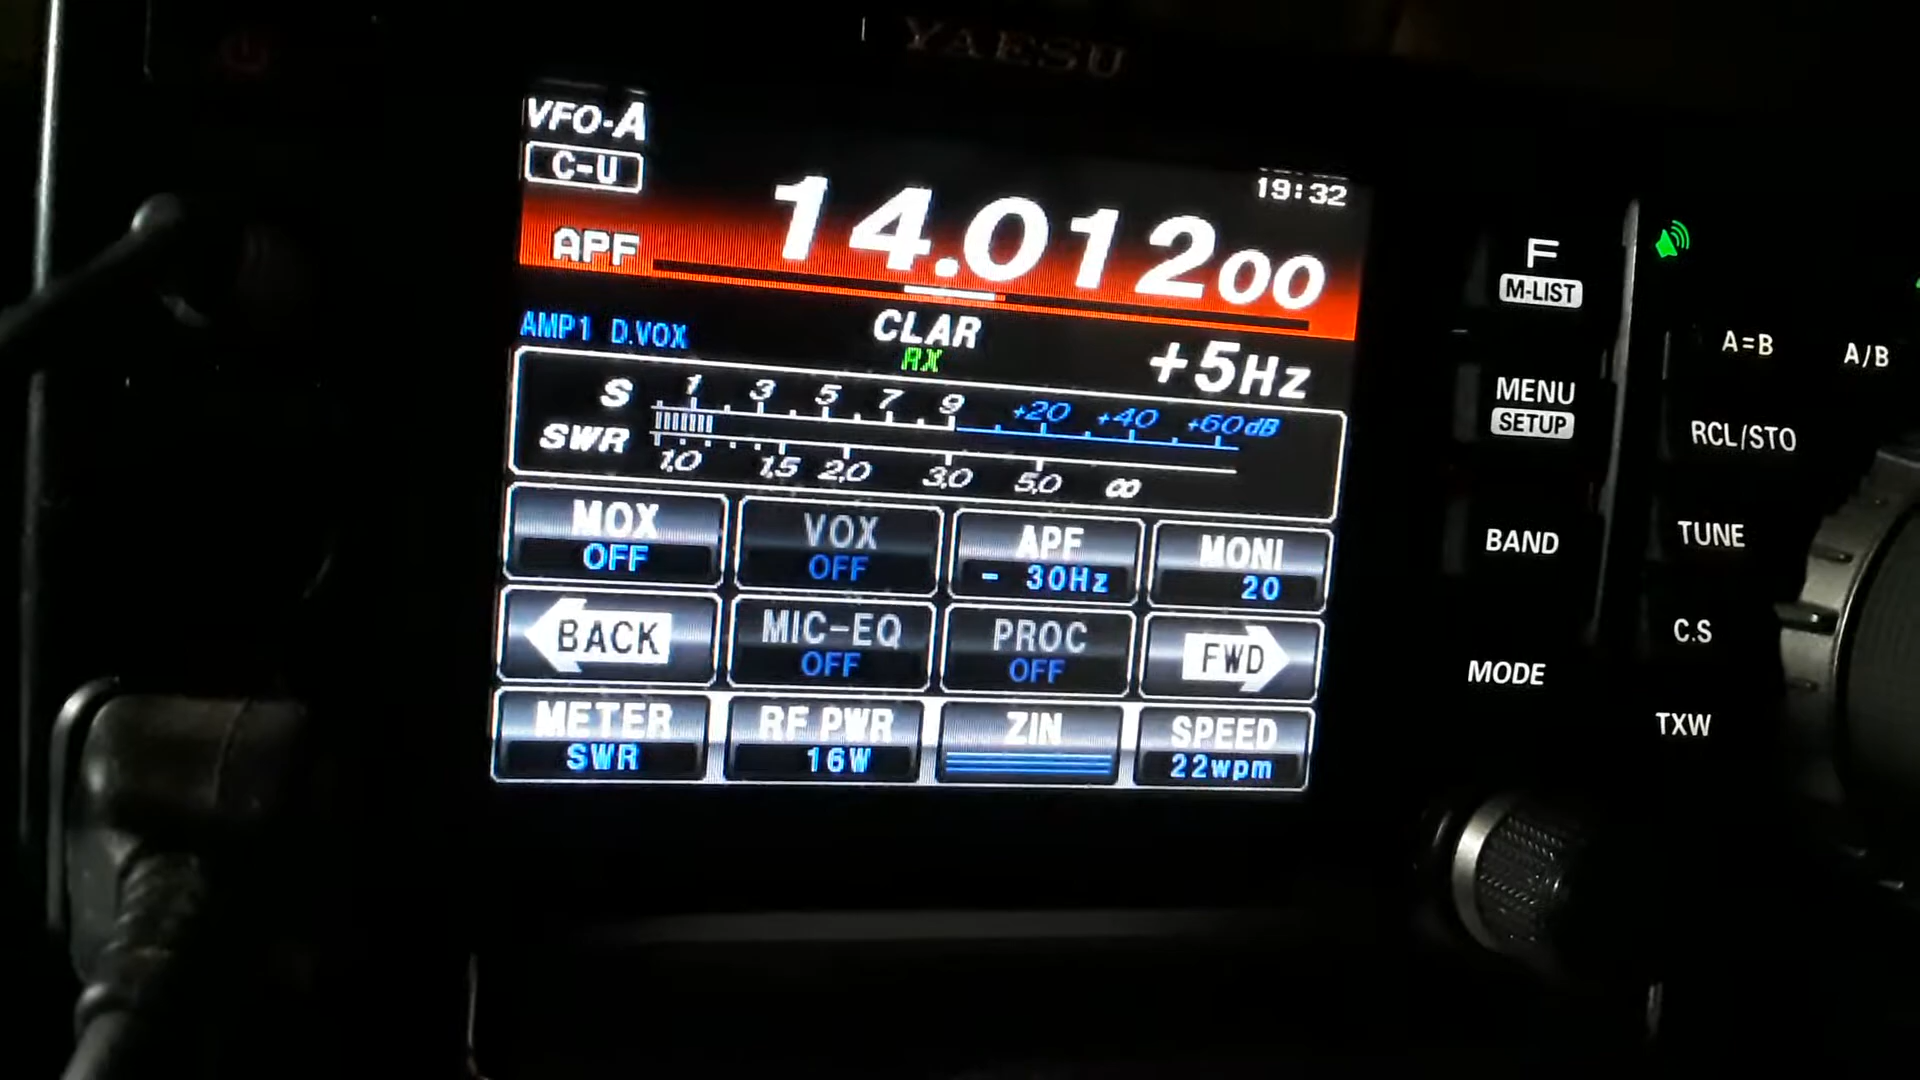 YAESU
VFO-A
C-U
19:32
14.01200
APF
AMP1 D.VOX
CLAR
RX
+5Hz
S 1 3 5 7 9 +20 +40 +60dB
SWR 1.0 1.5 2.0 3.0 5.0 ∞
MOX VOX APF MONI
OFF OFF - 30Hz 20
BACK MIC-EQ PROC FWD
OFF OFF
METER RF PWR ZIN SPEED
SWR 16W 22wpm
F
M-LIST
MENU
SETUP
BAND
MODE
A=B A/B
RCL/STO
TUNE
C.S
TXW